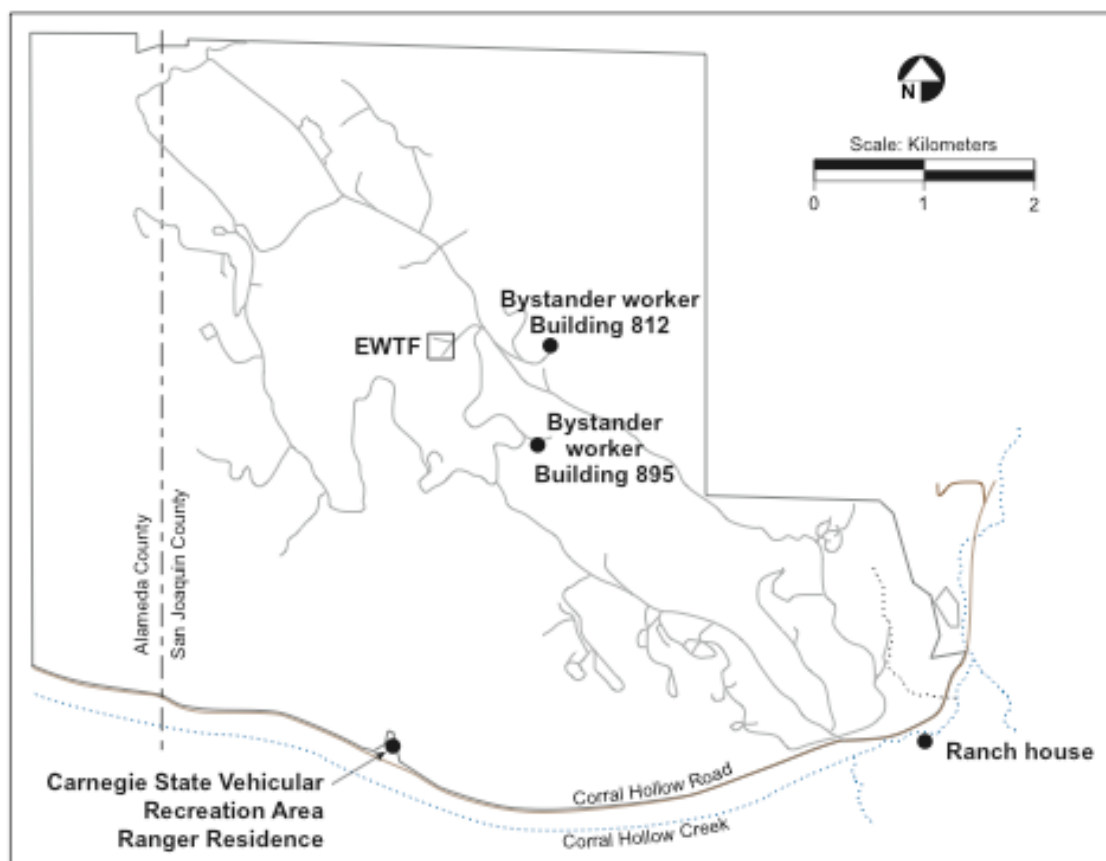 N
Scale: Kilometers
0 1 2
Bystander worker
Building 812
EWTF
Bystander
worker
Building 895
Alameda County
San Joaquin County
Ranch house
Carnegie State Vehicular
Recreation Area
Ranger Residence
Corral Hollow Road
Corral Hollow Creek